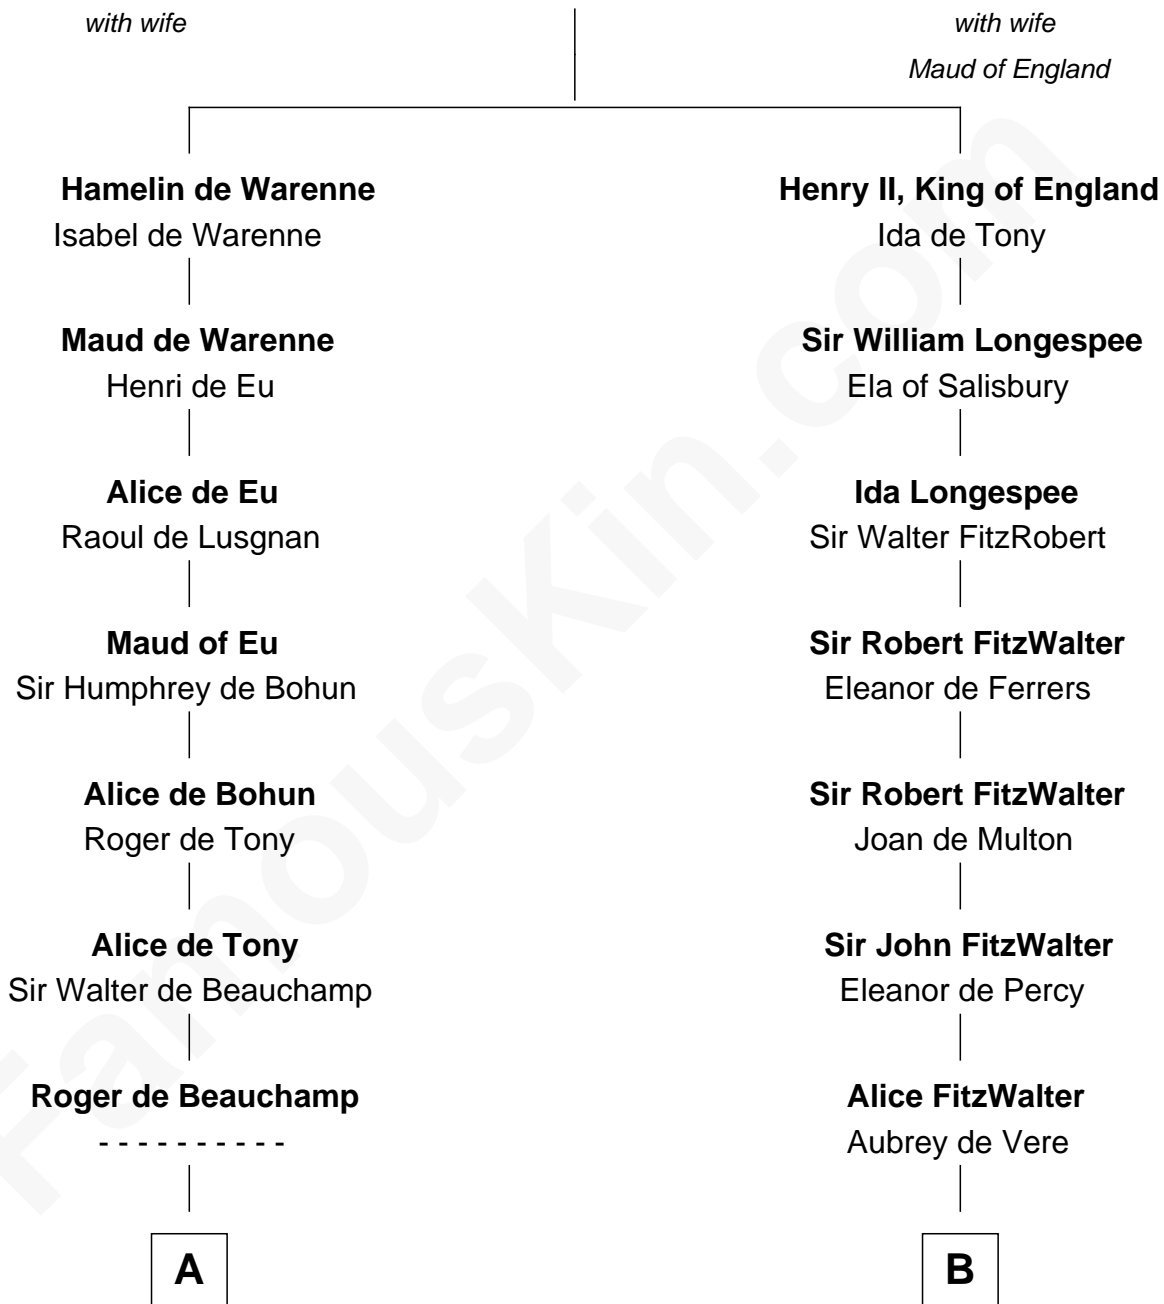 with wife
with wife
Maud of England
Hamelin de Warenne
Isabel de Warenne
Henry II, King of England
Ida de Tony
Maud de Warenne
Henri de Eu
Sir William Longespee
Ela of Salisbury
Alice de Eu
Raoul de Lusgnan
Ida Longespee
Sir Walter FitzRobert
Maud of Eu
Sir Humphrey de Bohun
Sir Robert FitzWalter
Eleanor de Ferrers
Alice de Bohun
Roger de Tony
Sir Robert FitzWalter
Joan de Multon
Alice de Tony
Sir Walter de Beauchamp
Sir John FitzWalter
Eleanor de Percy
Roger de Beauchamp
- - - - - - - - - -
Alice FitzWalter
Aubrey de Vere
A
B
FamousKin.com